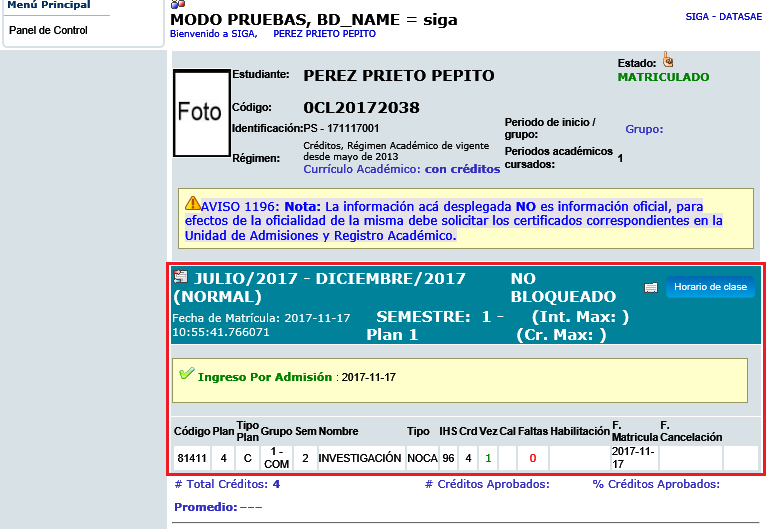 Menú Principal
Panel de Control
MODO PRUEBAS, BD_NAME = siga
Bienvenido a SIGA, PEREZ PRIETO PEPITO
SIGA - DATASAE
Foto
Estudiante: PEREZ PRIETO PEPITO
Estado:
MATRICULADO
Código: 0CL20172038
Identificación:PS - 171117001
Periodo de inicio /
grupo:
Grupo:
Régimen:
Créditos, Régimen Académico de vigente
desde mayo de 2013
Currículo Académico: con créditos
Periodos académicos
cursados:
1
AVISO 1196: Nota: La información acá desplegada NO es información oficial, para
efectos de la oficialidad de la misma debe solicitar los certificados correspondientes en la
Unidad de Admisiones y Registro Académico.
JULIO/2017 - DICIEMBRE/2017
(NORMAL)
NO
BLOQUEADO
Horario de clase
Fecha de Matrícula: 2017-11-17
10:55:41.766071
SEMESTRE: 1 -
Plan 1
(Int. Max: )
(Cr. Max: )
Ingreso Por Admisión : 2017-11-17
Código Plan Tipo Plan Grupo Sem Nombre Tipo IHS Crd Vez Cal Faltas Habilitación F. Matricula F. Cancelación
81411 4 C 1 - COM 2 INVESTIGACIÓN NOCA 96 4 1 0 2017-11-17
# Total Créditos: 4 # Créditos Aprobados: % Créditos Aprobados:
Promedio: ---